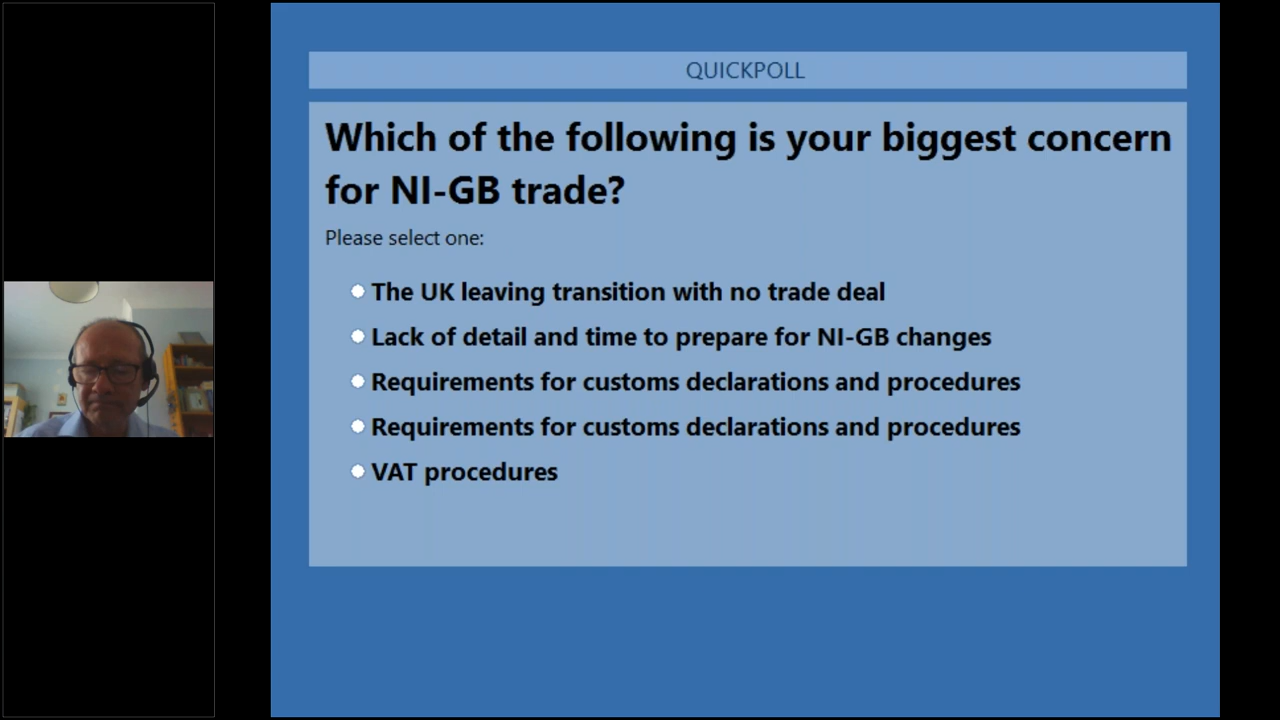 QUICKPOLL
Which of the following is your biggest concern
for NI-GB trade?
Please select one:
The UK leaving transition with no trade deal
Lack of detail and time to prepare for NI-GB changes
Requirements for customs declarations and procedures
Requirements for customs declarations and procedures
VAT procedures